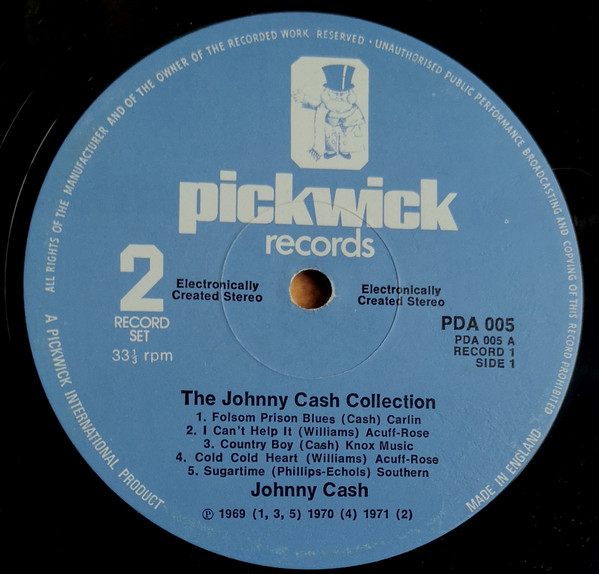 ALL RIGHTS OF THE MANUFACTURER AND OF THE OWNER OF THE RECORDED WORK RESERVED · UNAUTHORISED PUBLIC PERFORMANCE BROADCASTING AND COPYING OF THIS RECORD PROHIBITED
pickwick
records
2
RECORD
SET
33⅓ rpm
Electronically
Created Stereo
Electronically
Created Stereo
PDA 005
PDA 005 A
RECORD 1
SIDE 1
The Johnny Cash Collection
1. Folsom Prison Blues (Cash) Carlin
2. I Can't Help It (Williams) Acuff-Rose
3. Country Boy (Cash) Knox Music
4. Cold Cold Heart (Williams) Acuff-Rose
5. Sugartime (Phillips-Echols) Southern
Johnny Cash
℗ 1969 (1, 3, 5) 1970 (4) 1971 (2)
A PICKWICK INTERNATIONAL PRODUCT
MADE IN ENGLAND